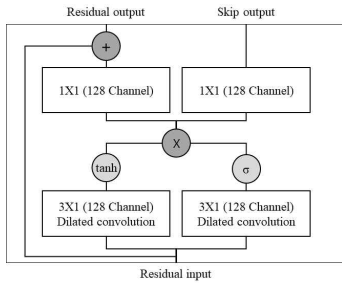 Residual output
Skip output
+
1X1 (128 Channel)
1X1 (128 Channel)
X
tanh
σ
3X1 (128 Channel)
Dilated convolution
3X1 (128 Channel)
Dilated convolution
Residual input